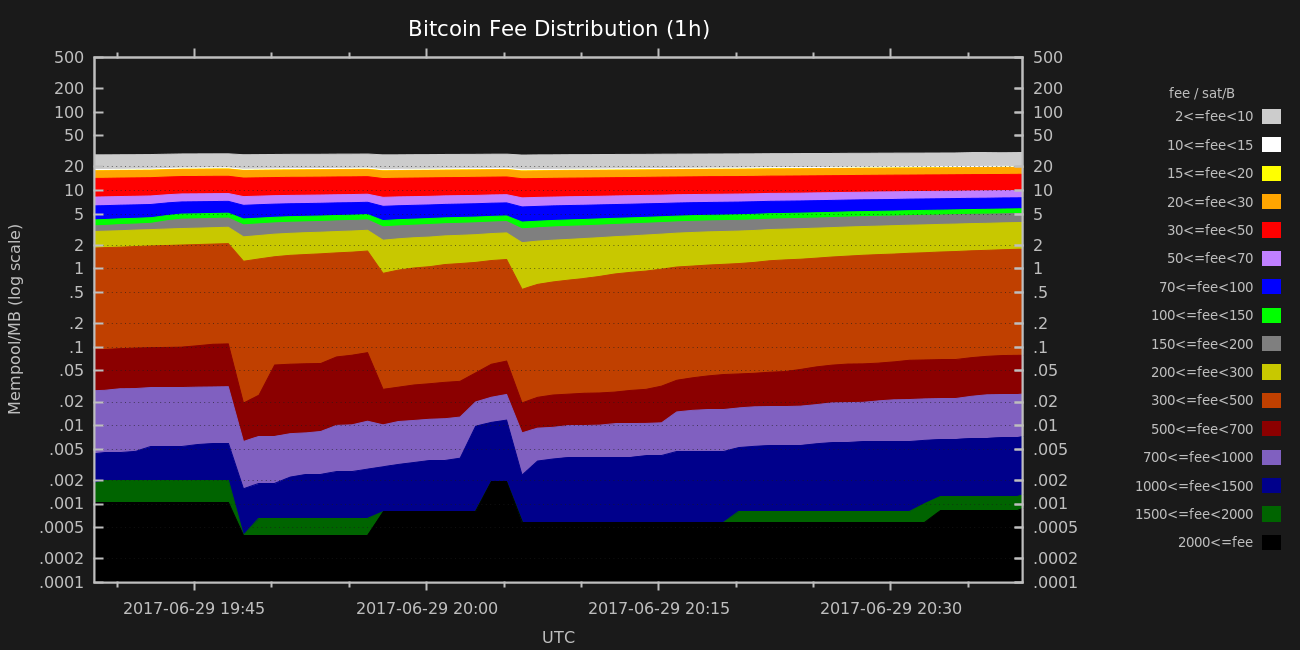 Bitcoin Fee Distribution (1h)
500 500
200 200
100 100
50 50
20 20
10 10
5 5
2 2
1 1
.5 .5
.2 .2
.1 .1
.05 .05
.02 .02
.01 .01
.005 .005
.002 .002
.001 .001
.0005 .0005
.0002 .0002
.0001 .0001
Mempool/MB (log scale)
2017-06-29 19:45 2017-06-29 20:00 2017-06-29 20:15 2017-06-29 20:30
UTC
fee / sat/B
2<=fee<10
10<=fee<15
15<=fee<20
20<=fee<30
30<=fee<50
50<=fee<70
70<=fee<100
100<=fee<150
150<=fee<200
200<=fee<300
300<=fee<500
500<=fee<700
700<=fee<1000
1000<=fee<1500
1500<=fee<2000
2000<=fee